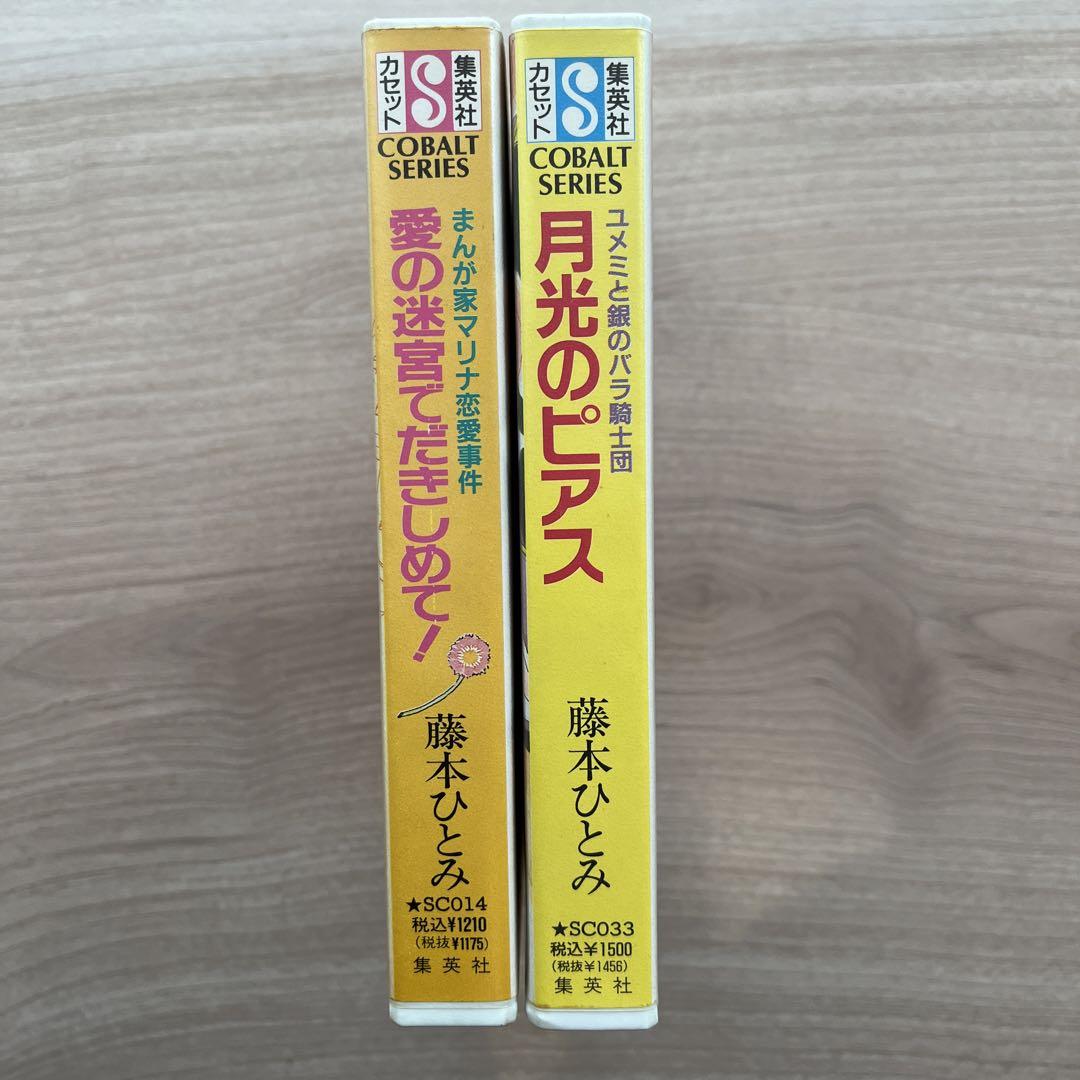 集英社
S
カセット
COBALT
SERIES
まんが家マリナ恋愛事件
愛の迷宮でだきしめて!
藤本ひとみ
★SC014
税込¥1210
(税抜¥1175)
集英社
集英社
S
カセット
COBALT
SERIES
ユメミと銀のバラ騎士団
月光のピアス
藤本ひとみ
★SC033
税込¥1500
(税抜¥1456)
集英社